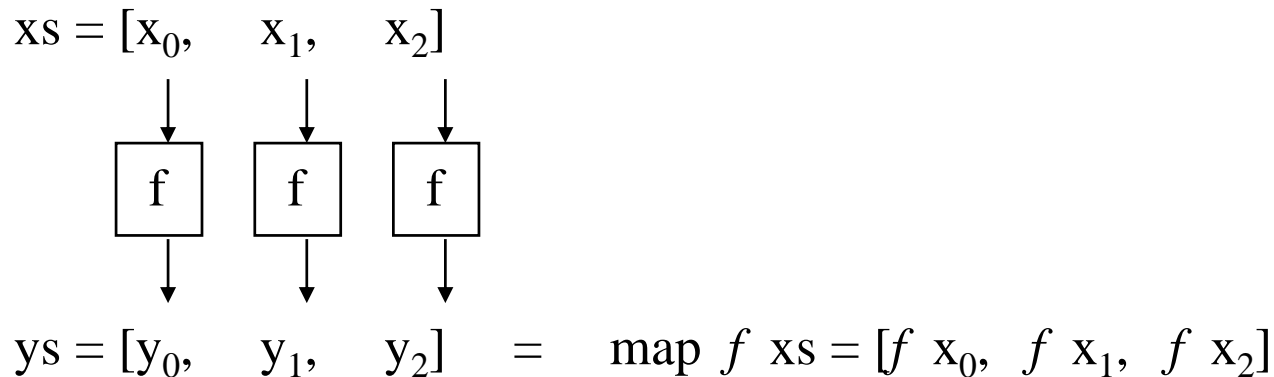 xs = [x₀, x₁, x₂]
f f f
ys = [y₀, y₁, y₂] = map f xs = [f x₀, f x₁, f x₂]